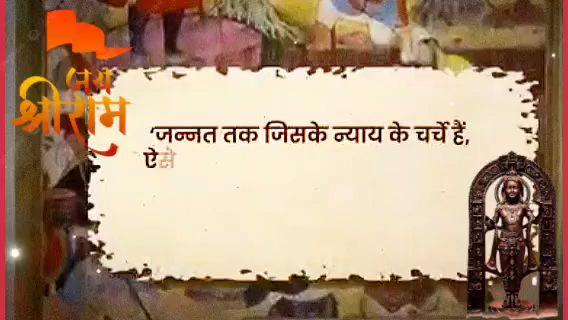 जय
श्रीराम
‘जन्नत तक जिसके न्याय के चर्चे हैं,
ऐसे